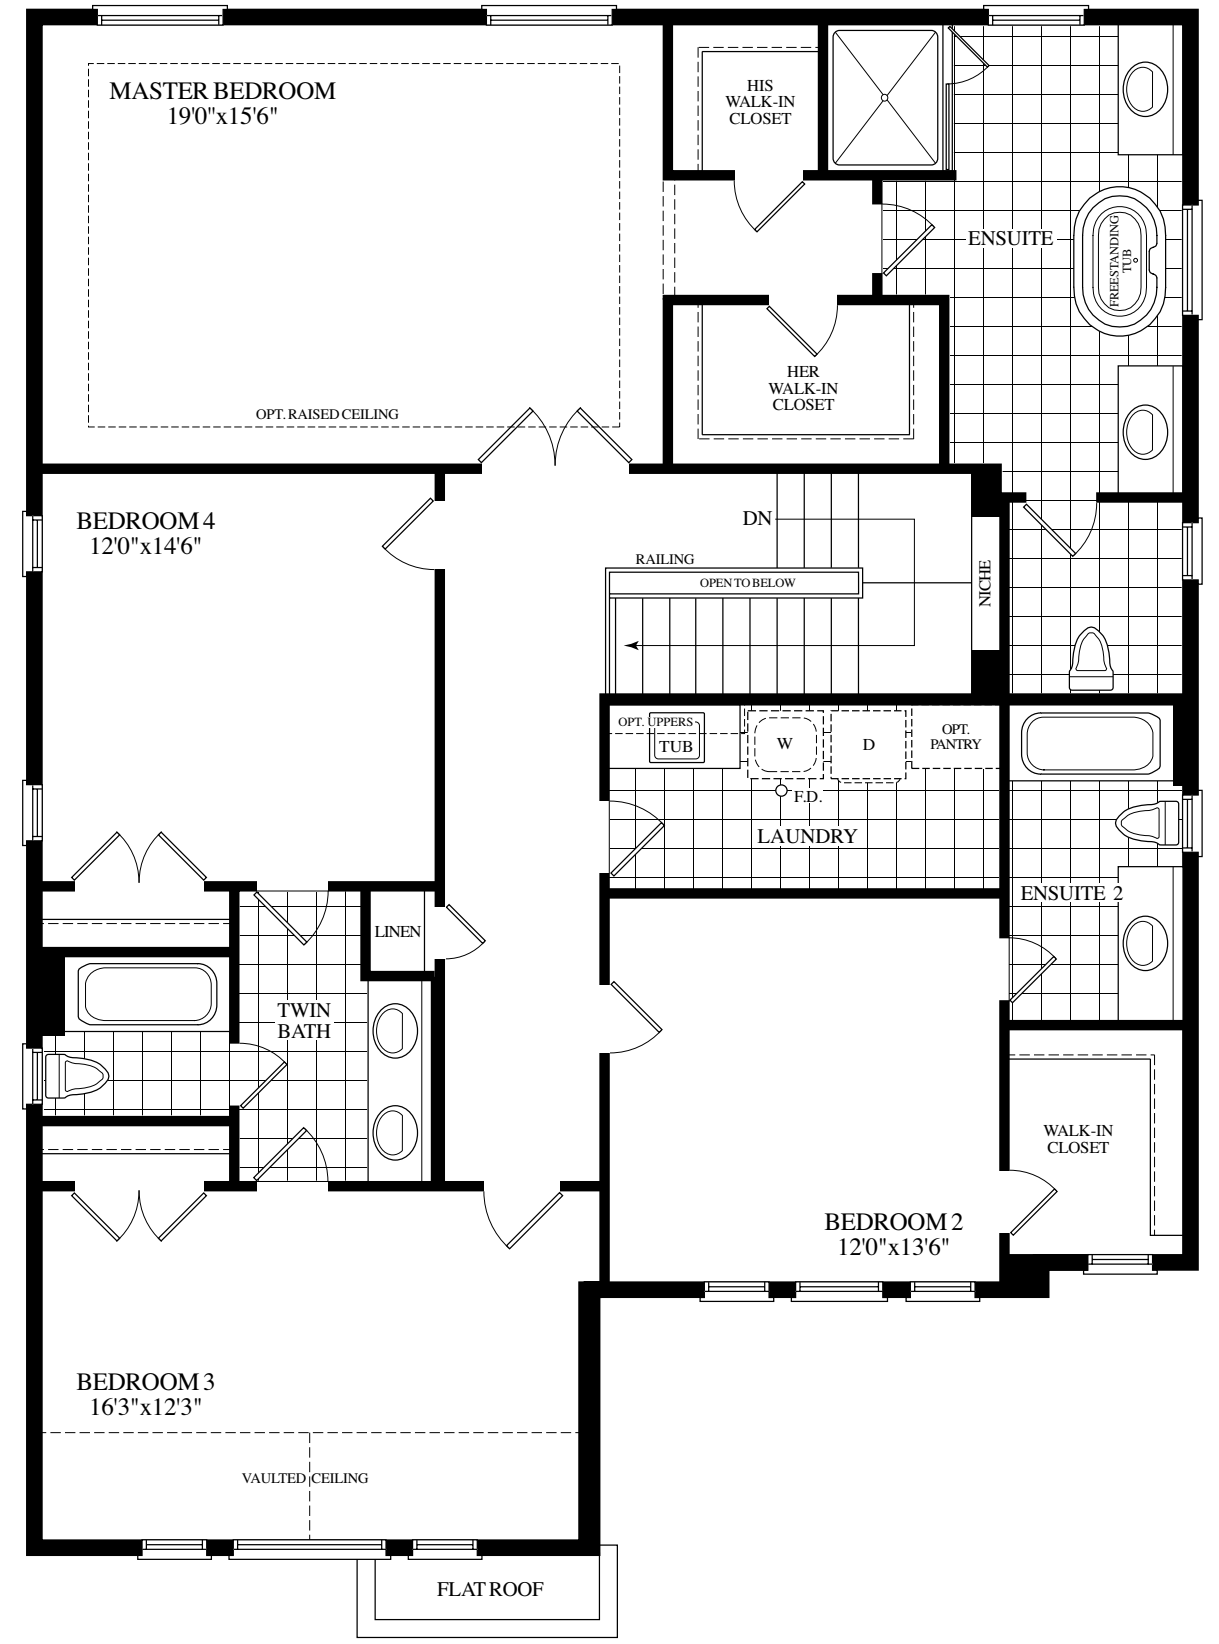 MASTER BEDROOM
19'0"x15'6"
HIS
WALK-IN
CLOSET
ENSUITE
FREESTANDING
TUB
HER
WALK-IN
CLOSET
OPT. RAISED CEILING
BEDROOM 4
12'0"x14'6"
DN
RAILING
OPEN TO BELOW
NICHE
OPT. UPPERS
TUB
W
D
OPT.
PANTRY
F.D.
LAUNDRY
ENSUITE 2
LINEN
TWIN
BATH
WALK-IN
CLOSET
BEDROOM 2
12'0"x13'6"
BEDROOM 3
16'3"x12'3"
VAULTED CEILING
FLAT ROOF